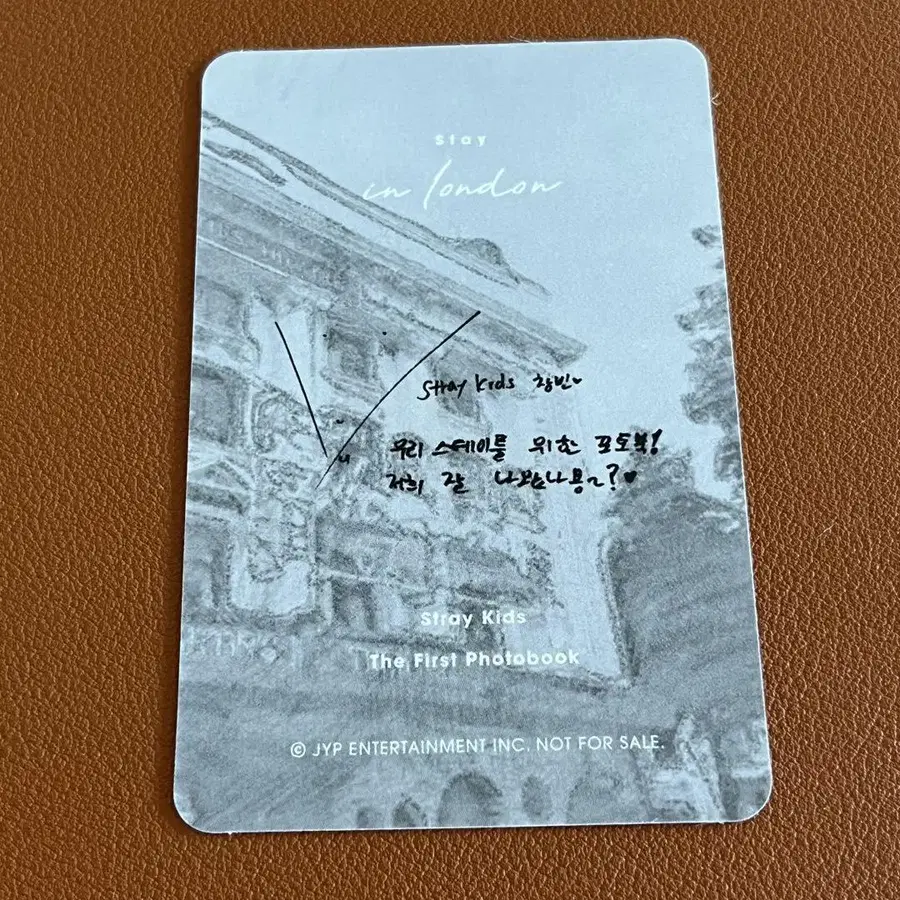 stay
in london
Stray Kids 창빈♥
우리 스테이를 위한 포토북!
저희 잘 나왔나용~?♥
Stray Kids
The First Photobook
© JYP ENTERTAINMENT INC. NOT FOR SALE.